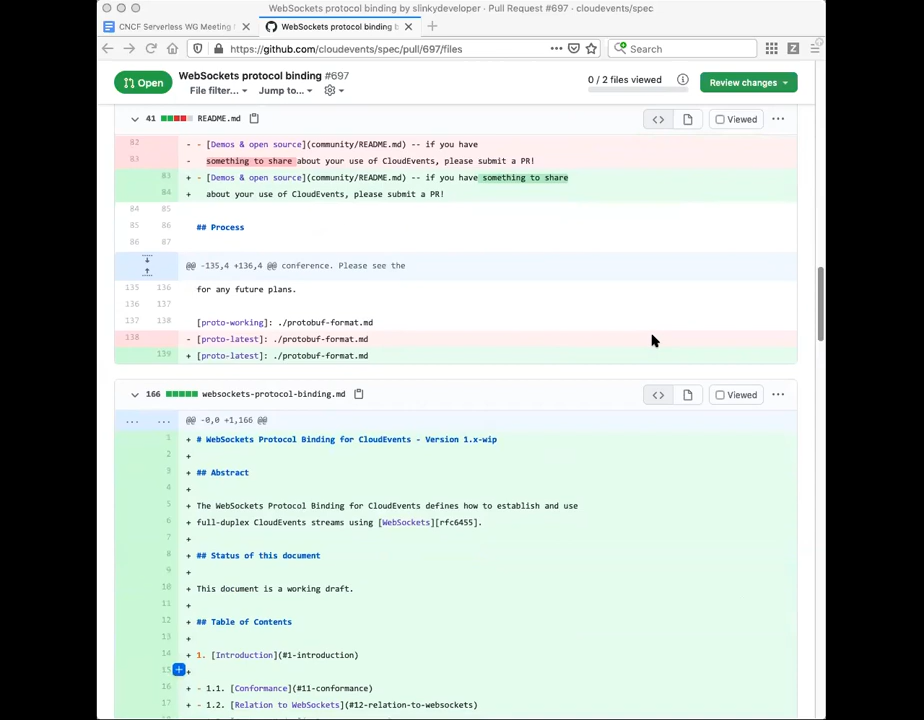 WebSockets protocol binding by slinkydeveloper · Pull Request #697 · cloudevents/spec
CNCF Serverless WG Meeting
WebSockets protocol binding b
https://github.com/cloudevents/spec/pull/697/files
Search
Open
WebSockets protocol binding #697
File filter...
Jump to...
0 / 2 files viewed
Review changes
41 README.md
Viewed
82 - - [Demos & open source](community/README.md) -- if you have
83 - something to share about your use of CloudEvents, please submit a PR!
83 + - [Demos & open source](community/README.md) -- if you have something to share
84 + about your use of CloudEvents, please submit a PR!
84 85
85 86 ## Process
86 87
@@ -135,4 +136,4 @@ conference. Please see the
135 136 for any future plans.
136 137
137 138 [proto-working]: ./protobuf-format.md
138 - [proto-latest]: ./protobuf-format.md
139 + [proto-latest]: ./protobuf-format.md
166 websockets-protocol-binding.md
Viewed
... ... @@ -0,0 +1,166 @@
1 + # WebSockets Protocol Binding for CloudEvents - Version 1.x-wip
2 +
3 + ## Abstract
4 +
5 + The WebSockets Protocol Binding for CloudEvents defines how to establish and use
6 + full-duplex CloudEvents streams using [WebSockets][rfc6455].
7 +
8 + ## Status of this document
9 +
10 + This document is a working draft.
11 +
12 + ## Table of Contents
13 +
14 + 1. [Introduction](#1-introduction)
15 +
16 + - 1.1. [Conformance](#11-conformance)
17 + - 1.2. [Relation to WebSockets](#12-relation-to-websockets)